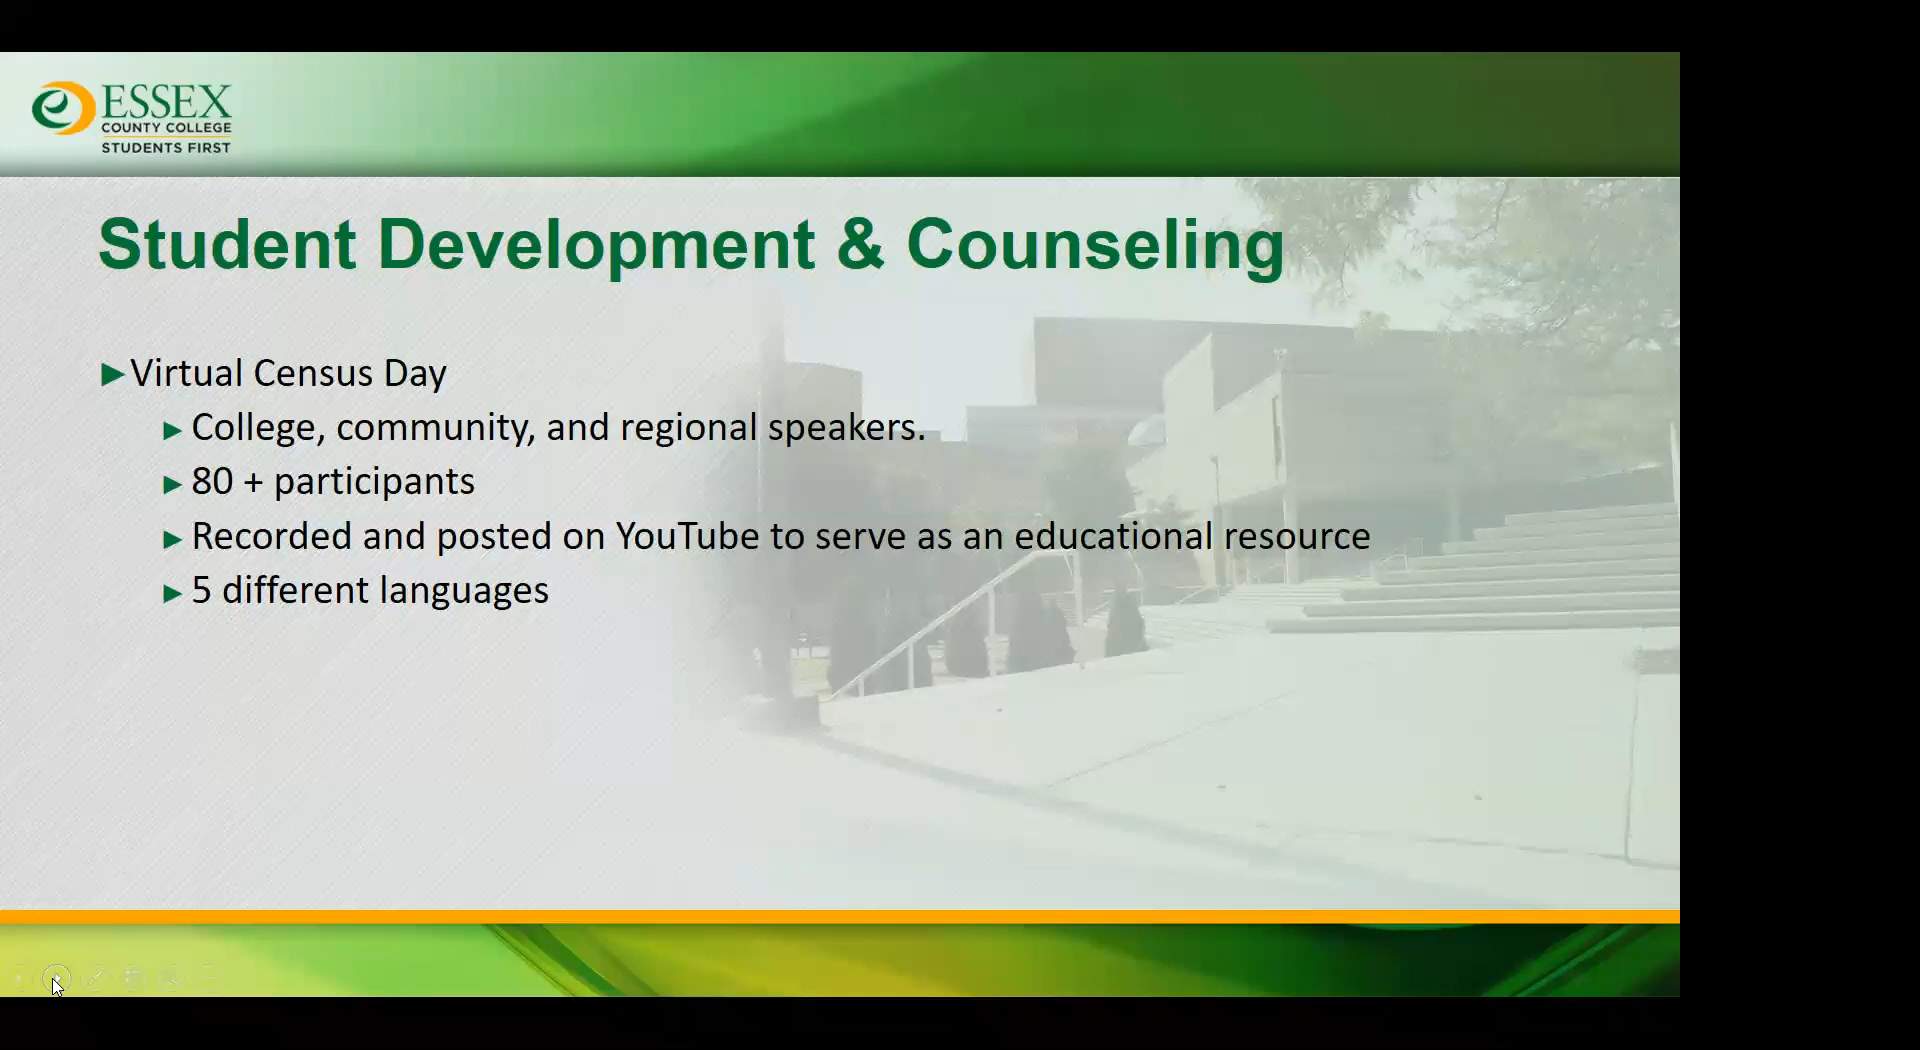 ESSEX
COUNTY COLLEGE
STUDENTS FIRST
Student Development & Counseling
Virtual Census Day
College, community, and regional speakers.
80 + participants
Recorded and posted on YouTube to serve as an educational resource
5 different languages